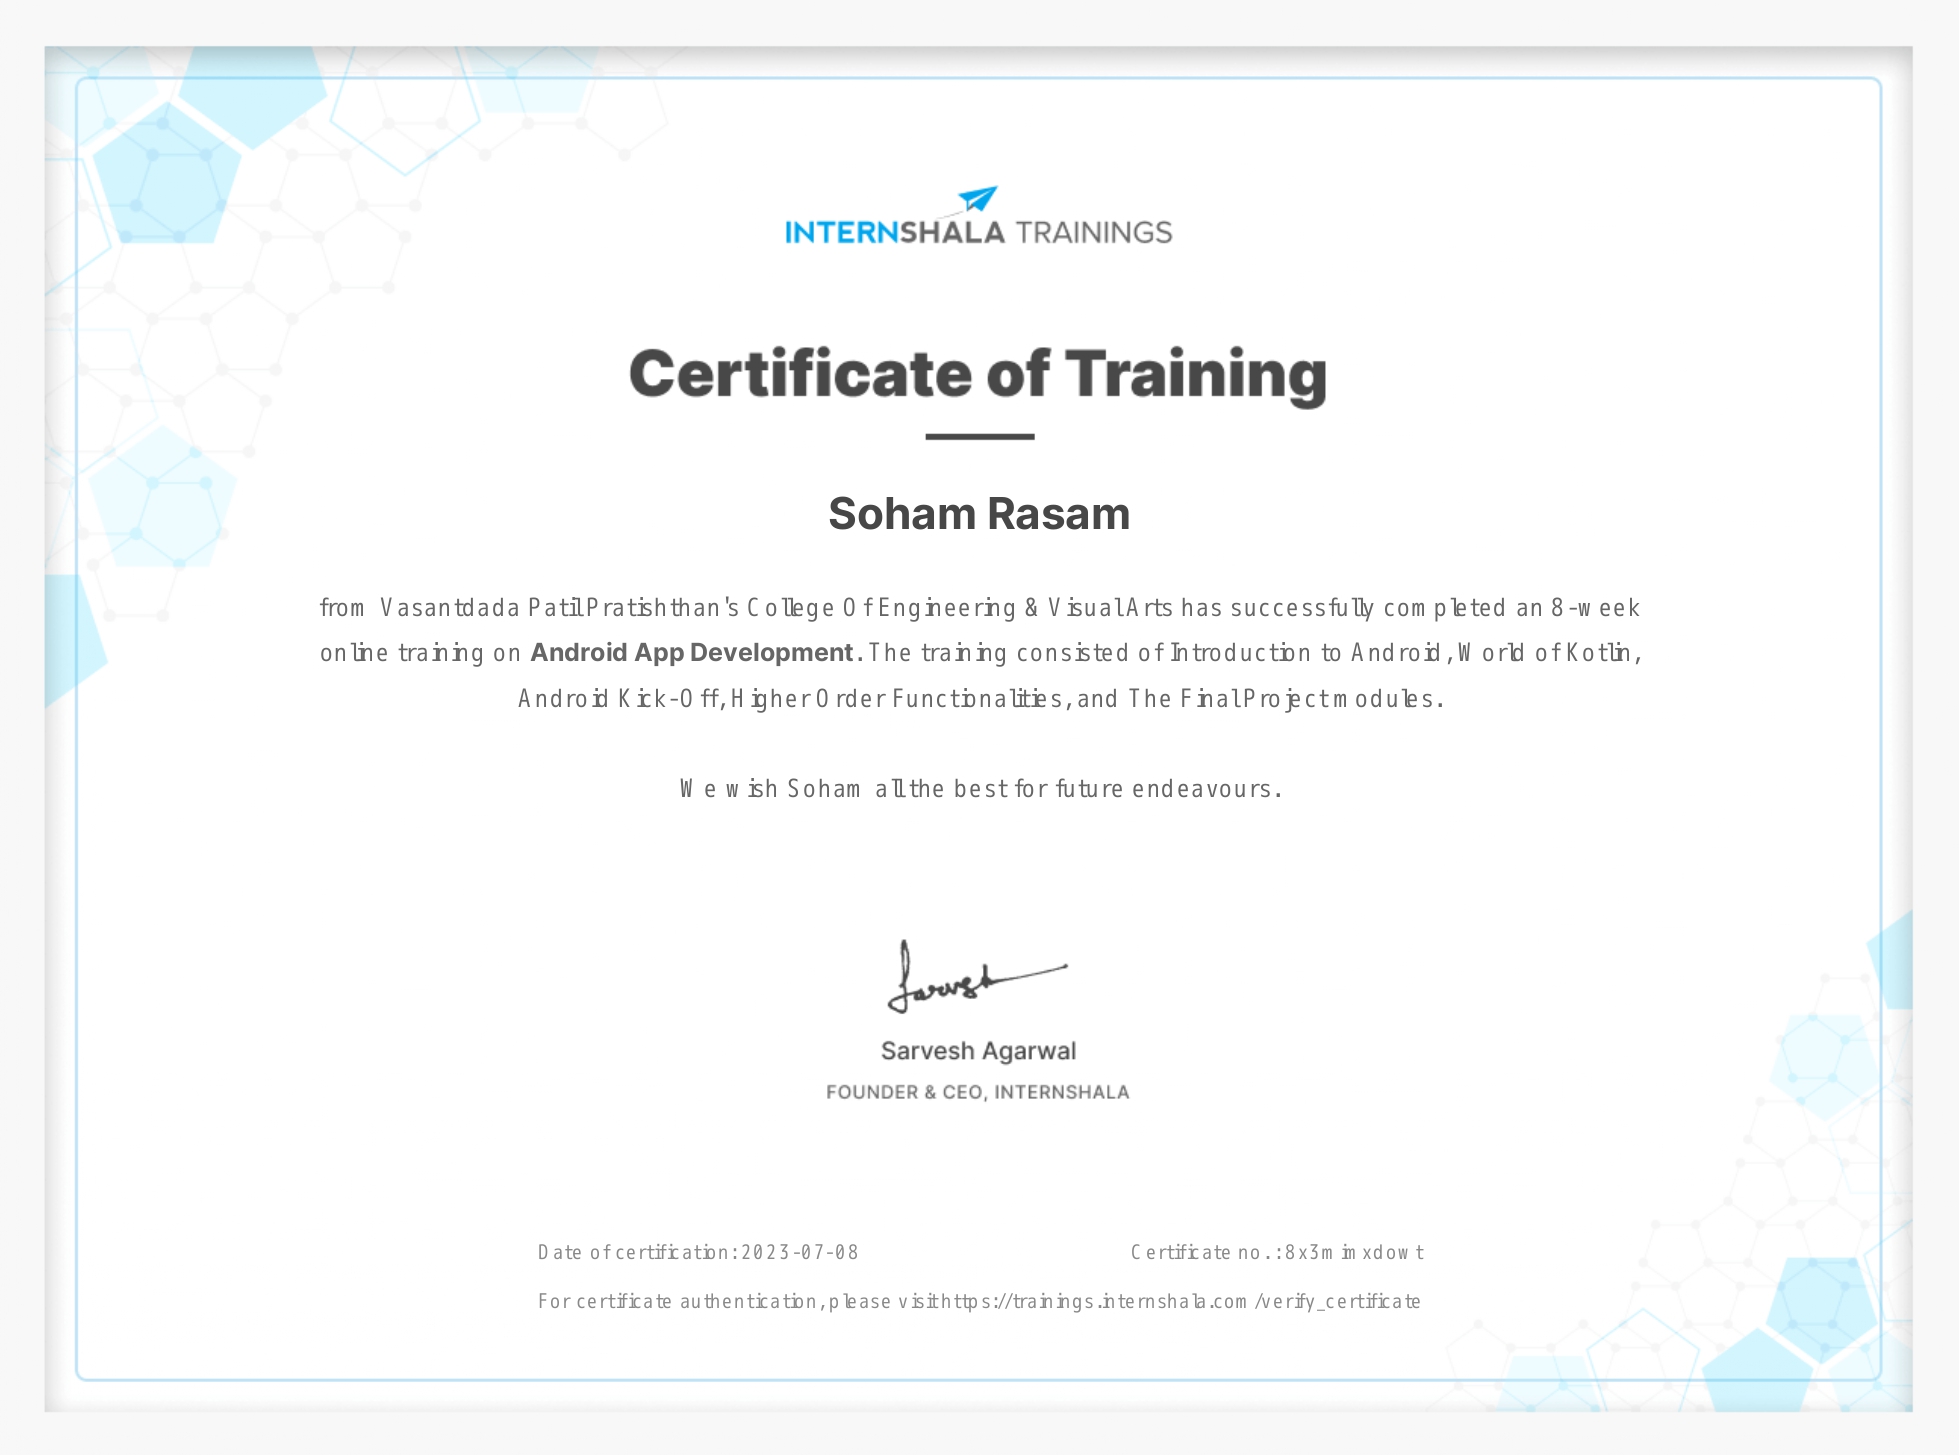 INTERNSHALA TRAININGS
Certificate of Training
Soham Rasam
from Vasantdada Patil Pratishthan's College Of Engineering & Visual Arts has successfully completed an 8-week
online training on Android App Development. The training consisted of Introduction to Android, World of Kotlin,
Android Kick-Off, Higher Order Functionalities, and The Final Project modules.
We wish Soham all the best for future endeavours.
Sarvesh
Sarvesh Agarwal
FOUNDER & CEO, INTERNSHALA
Date of certification: 2023-07-08 Certificate no. : 8x3mimxdowt
For certificate authentication, please visit https://trainings.internshala.com/verify_certificate